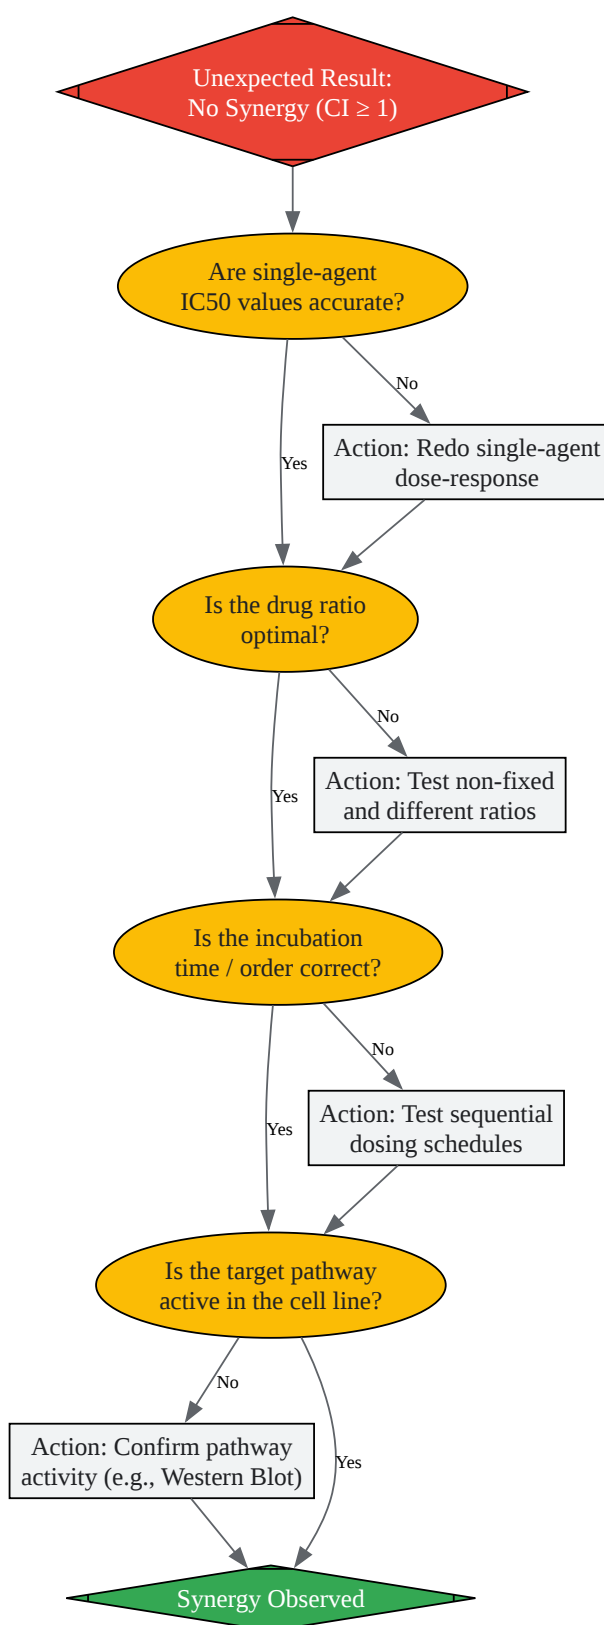 Unexpected Result:
No Synergy (CI ≥ 1)
Are single-agent
IC50 values accurate?
No
Action: Redo single-agent
dose-response
Yes
Is the drug ratio
optimal?
No
Action: Test non-fixed
and different ratios
Yes
Is the incubation
time / order correct?
No
Action: Test sequential
dosing schedules
Yes
Is the target pathway
active in the cell line?
No
Action: Confirm pathway
activity (e.g., Western Blot)
Yes
Synergy Observed